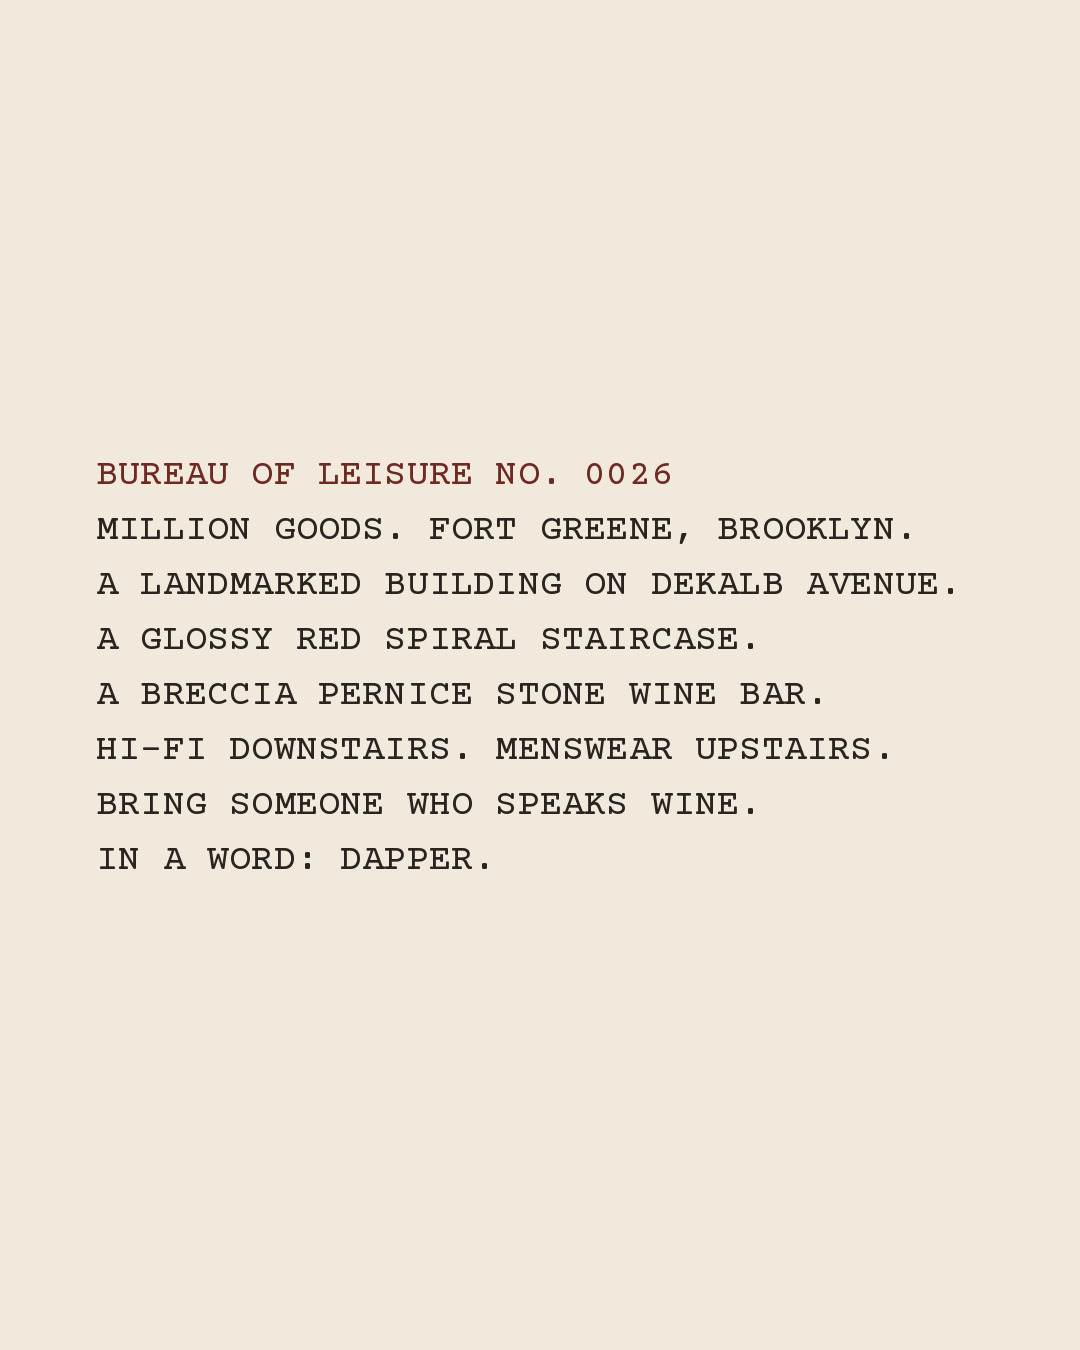 BUREAU OF LEISURE NO. 0026
MILLION GOODS. FORT GREENE, BROOKLYN.
A LANDMARKED BUILDING ON DEKALB AVENUE.
A GLOSSY RED SPIRAL STAIRCASE.
A BRECCIA PERNICE STONE WINE BAR.
HI-FI DOWNSTAIRS. MENSWEAR UPSTAIRS.
BRING SOMEONE WHO SPEAKS WINE.
IN A WORD: DAPPER.